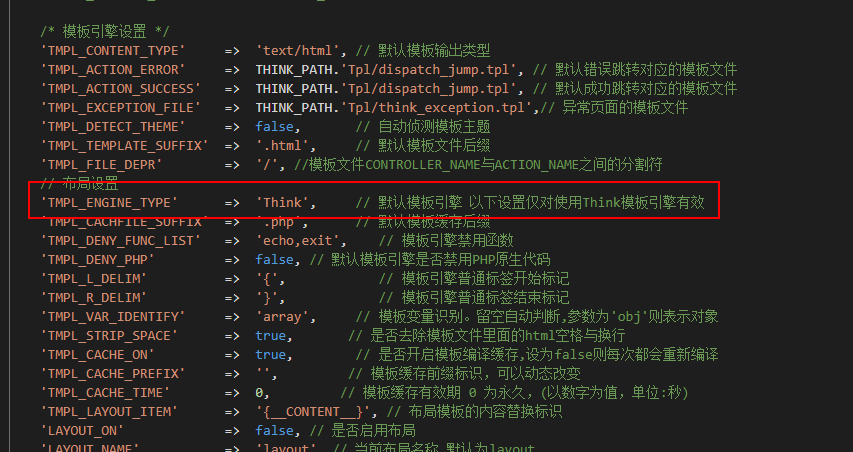 /* 模板引擎设置 */
'TMPL_CONTENT_TYPE' => 'text/html', // 默认模板输出类型
'TMPL_ACTION_ERROR' => THINK_PATH.'Tpl/dispatch_jump.tpl', // 默认错误跳转对应的模板文件
'TMPL_ACTION_SUCCESS' => THINK_PATH.'Tpl/dispatch_jump.tpl', // 默认成功跳转对应的模板文件
'TMPL_EXCEPTION_FILE' => THINK_PATH.'Tpl/think_exception.tpl',// 异常页面的模板文件
'TMPL_DETECT_THEME' => false, // 自动侦测模板主题
'TMPL_TEMPLATE_SUFFIX' => '.html', // 默认模板文件后缀
'TMPL_FILE_DEPR' => '/', //模板文件CONTROLLER_NAME与ACTION_NAME之间的分割符
// 布局设置
'TMPL_ENGINE_TYPE' => 'Think', // 默认模板引擎 以下设置仅对使用Think模板引擎有效
'TMPL_CACHFILE_SUFFIX' => '.php', // 默认模板缓存后缀
'TMPL_DENY_FUNC_LIST' => 'echo,exit', // 模板引擎禁用函数
'TMPL_DENY_PHP' => false, // 默认模板引擎是否禁用PHP原生代码
'TMPL_L_DELIM' => '{', // 模板引擎普通标签开始标记
'TMPL_R_DELIM' => '}', // 模板引擎普通标签结束标记
'TMPL_VAR_IDENTIFY' => 'array', // 模板变量识别。留空自动判断,参数为'obj'则表示对象
'TMPL_STRIP_SPACE' => true, // 是否去除模板文件里面的html空格与换行
'TMPL_CACHE_ON' => true, // 是否开启模板编译缓存,设为false则每次都会重新编译
'TMPL_CACHE_PREFIX' => '', // 模板缓存前缀标识，可以动态改变
'TMPL_CACHE_TIME' => 0, // 模板缓存有效期 0 为永久，(以数字为值，单位:秒)
'TMPL_LAYOUT_ITEM' => '{__CONTENT__}', // 布局模板的内容替换标识
'LAYOUT_ON' => false, // 是否启用布局
'LAYOUT_NAME' => 'layout', // 当前布局名称 默认为layout